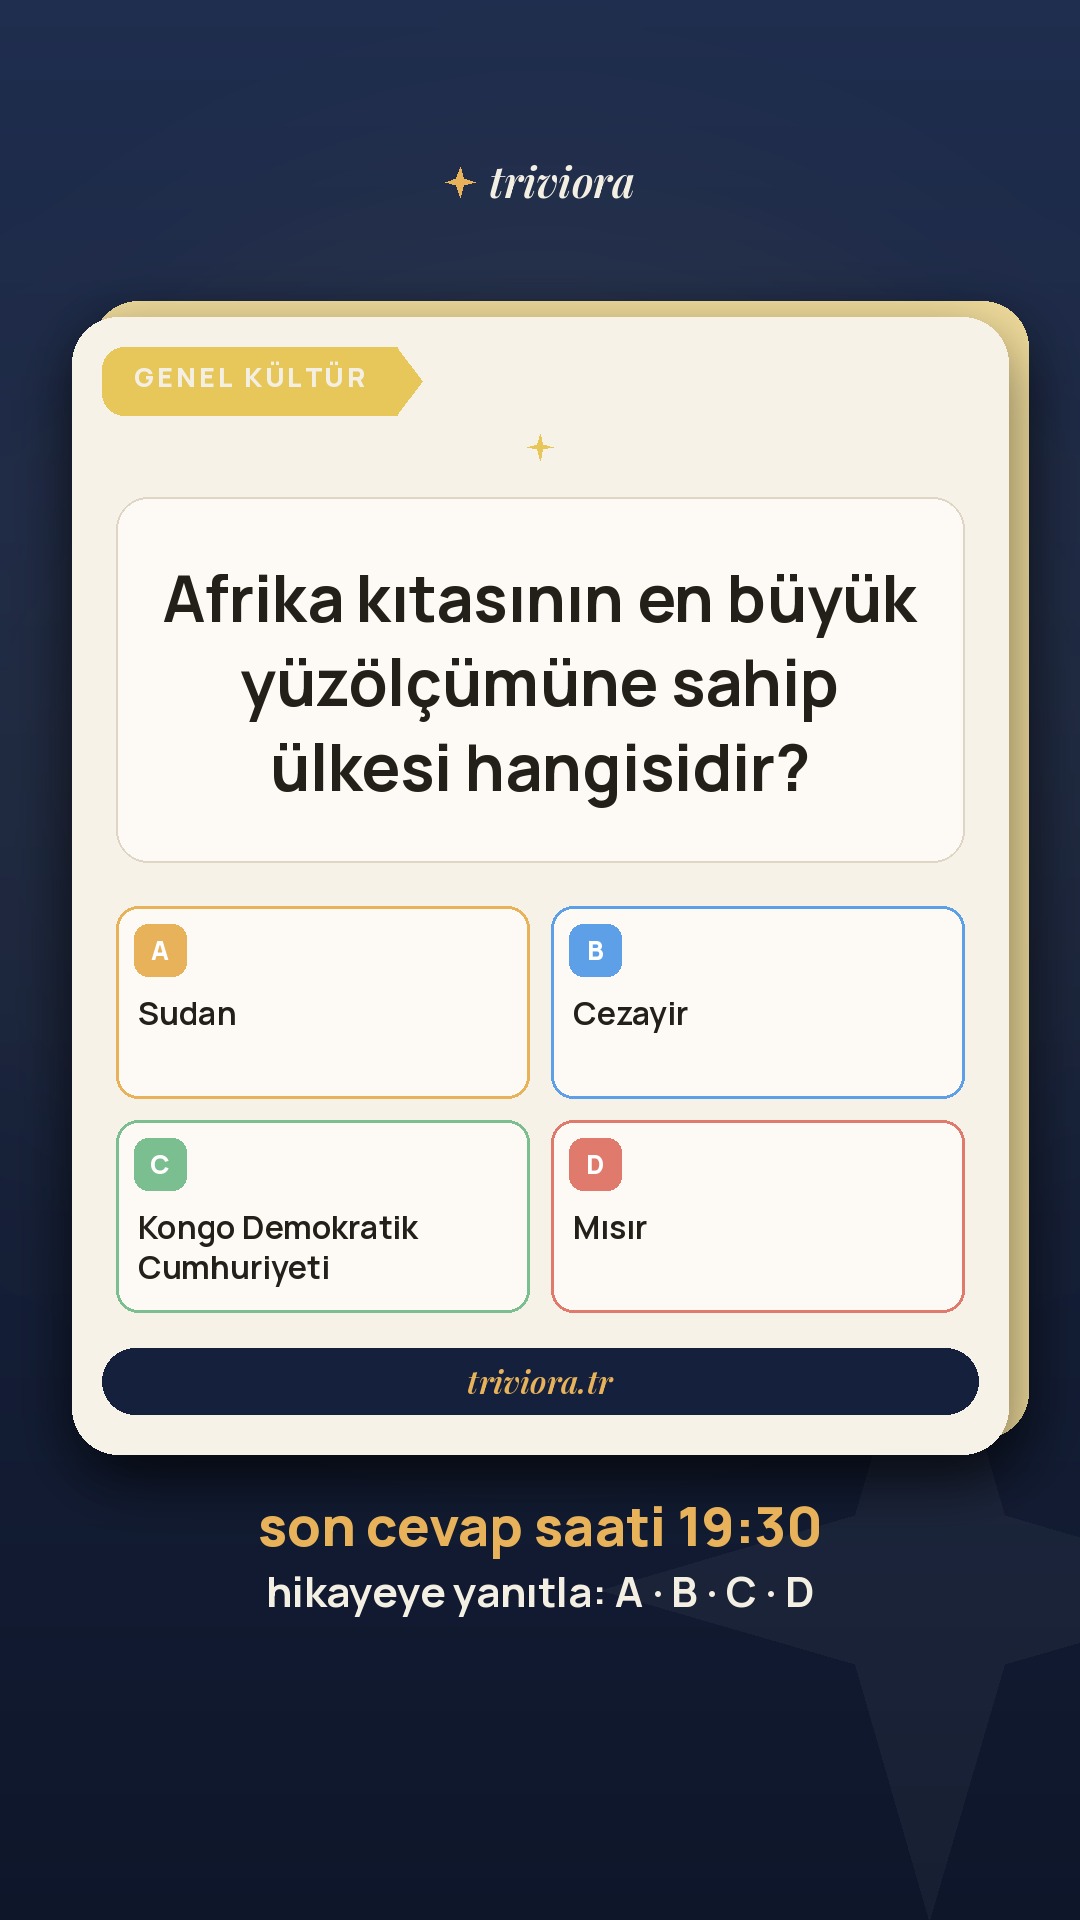 triviora
GENEL KÜLTÜR
Afrika kıtasının en büyük
yüzölçümüne sahip
ülkesi hangisidir?
A
Sudan
B
Cezayir
C
Kongo Demokratik
Cumhuriyeti
D
Mısır
triviora.tr
son cevap saati 19:30
hikayeye yanıtla: A · B · C · D